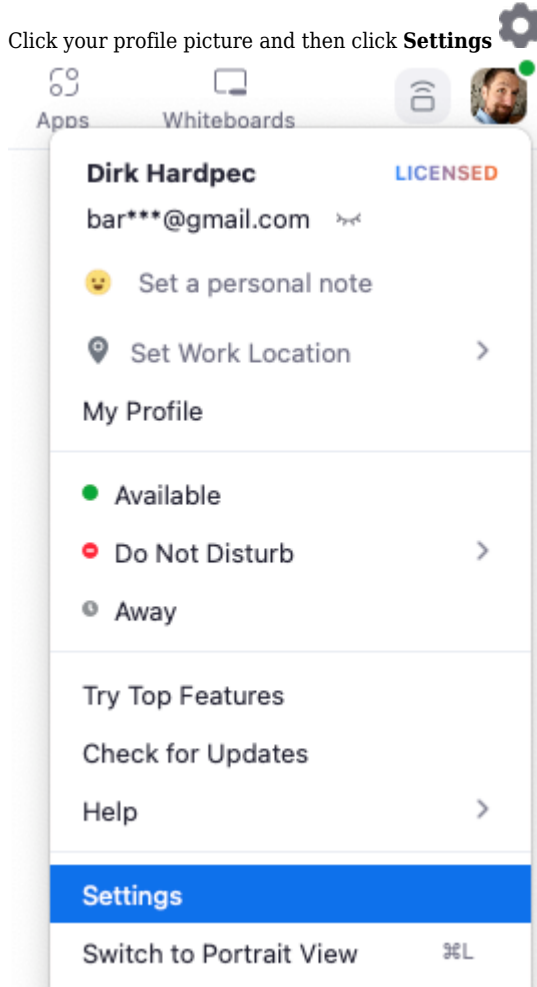 Click your profile picture and then click Settings
Apps Whiteboards
Dirk Hardpec LICENSED
bar***@gmail.com
Set a personal note
Set Work Location
My Profile
Available
Do Not Disturb
Away
Try Top Features
Check for Updates
Help
Settings
Switch to Portrait View ⌘L